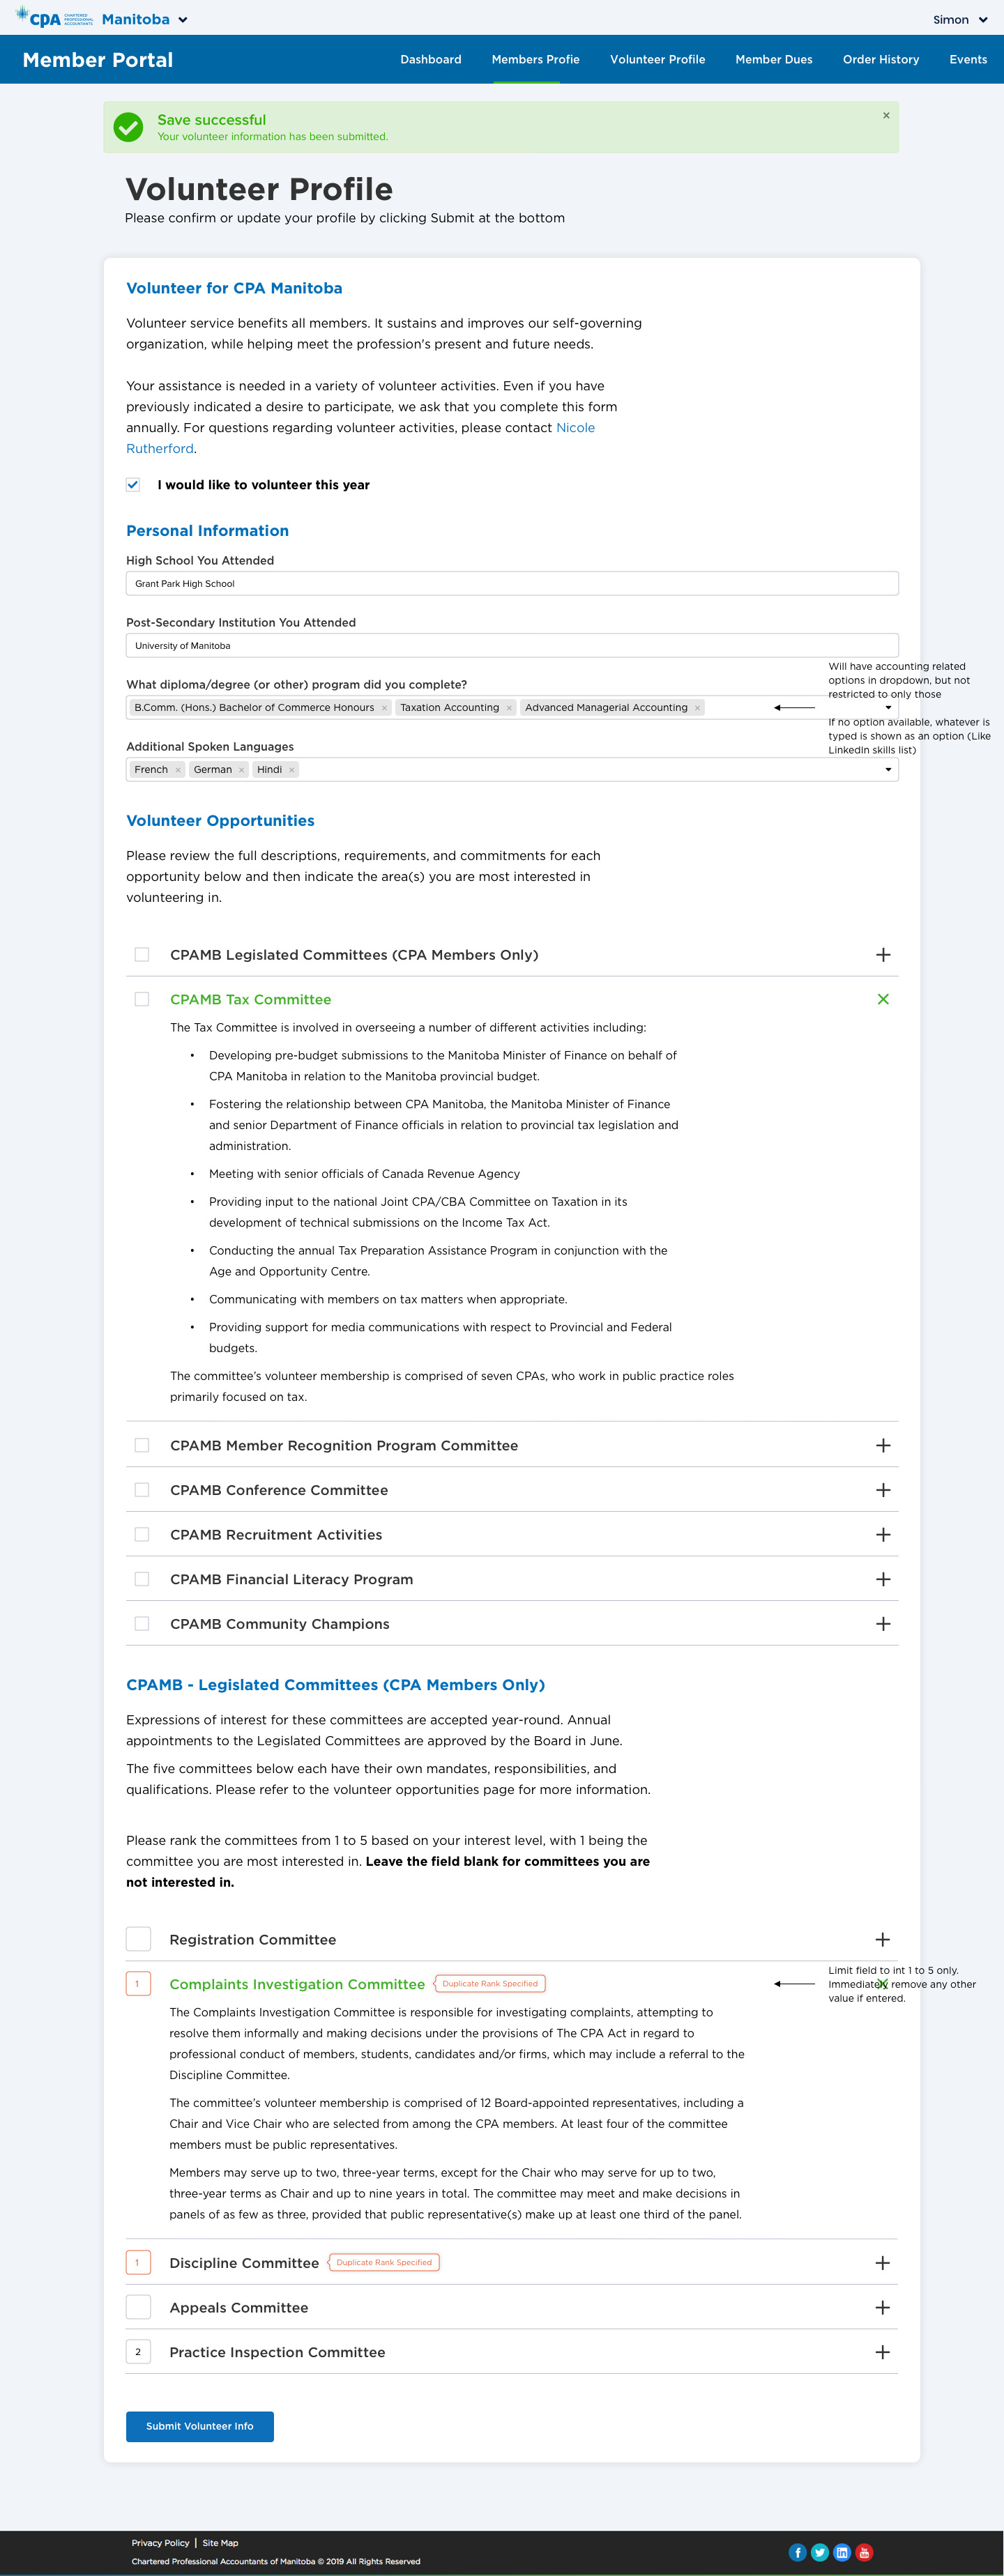 CPA CHARTERED PROFESSIONAL ACCOUNTANTS Manitoba
Simon
Member Portal
Dashboard
Members Profie
Volunteer Profile
Member Dues
Order History
Events
Save successful
×
Your volunteer information has been submitted.
Volunteer Profile
Please confirm or update your profile by clicking Submit at the bottom
Volunteer for CPA Manitoba
Volunteer service benefits all members. It sustains and improves our self-governing
organization, while helping meet the profession's present and future needs.
Your assistance is needed in a variety of volunteer activities. Even if you have
previously indicated a desire to participate, we ask that you complete this form
annually. For questions regarding volunteer activities, please contact Nicole
Rutherford.
I would like to volunteer this year
Personal Information
High School You Attended
Grant Park High School
Post-Secondary Institution You Attended
University of Manitoba
What diploma/degree (or other) program did you complete?
B.Comm. (Hons.) Bachelor of Commerce Honours ×
Taxation Accounting ×
Advanced Managerial Accounting ×
Will have accounting related
options in dropdown, but not
restricted to only those
If no option available, whatever is
typed is shown as an option (Like
LinkedIn skills list)
Additional Spoken Languages
French ×
German ×
Hindi ×
Volunteer Opportunities
Please review the full descriptions, requirements, and commitments for each
opportunity below and then indicate the area(s) you are most interested in
volunteering in.
CPAMB Legislated Committees (CPA Members Only)
CPAMB Tax Committee
The Tax Committee is involved in overseeing a number of different activities including:
• Developing pre-budget submissions to the Manitoba Minister of Finance on behalf of
CPA Manitoba in relation to the Manitoba provincial budget.
• Fostering the relationship between CPA Manitoba, the Manitoba Minister of Finance
and senior Department of Finance officials in relation to provincial tax legislation and
administration.
• Meeting with senior officials of Canada Revenue Agency
• Providing input to the national Joint CPA/CBA Committee on Taxation in its
development of technical submissions on the Income Tax Act.
• Conducting the annual Tax Preparation Assistance Program in conjunction with the
Age and Opportunity Centre.
• Communicating with members on tax matters when appropriate.
• Providing support for media communications with respect to Provincial and Federal
budgets.
The committee's volunteer membership is comprised of seven CPAs, who work in public practice roles
primarily focused on tax.
CPAMB Member Recognition Program Committee
CPAMB Conference Committee
CPAMB Recruitment Activities
CPAMB Financial Literacy Program
CPAMB Community Champions
CPAMB - Legislated Committees (CPA Members Only)
Expressions of interest for these committees are accepted year-round. Annual
appointments to the Legislated Committees are approved by the Board in June.
The five committees below each have their own mandates, responsibilities, and
qualifications. Please refer to the volunteer opportunities page for more information.
Please rank the committees from 1 to 5 based on your interest level, with 1 being the
committee you are most interested in. Leave the field blank for committees you are
not interested in.
Registration Committee
1 Complaints Investigation Committee Duplicate Rank Specified
Limit field to int 1 to 5 only.
Immediately remove any other
value if entered.
The Complaints Investigation Committee is responsible for investigating complaints, attempting to
resolve them informally and making decisions under the provisions of The CPA Act in regard to
professional conduct of members, students, candidates and/or firms, which may include a referral to the
Discipline Committee.
The committee's volunteer membership is comprised of 12 Board-appointed representatives, including a
Chair and Vice Chair who are selected from among the CPA members. At least four of the committee
members must be public representatives.
Members may serve up to two, three-year terms, except for the Chair who may serve for up to two,
three-year terms as Chair and up to nine years in total. The committee may meet and make decisions in
panels of as few as three, provided that public representative(s) make up at least one third of the panel.
1 Discipline Committee Duplicate Rank Specified
Appeals Committee
2 Practice Inspection Committee
Submit Volunteer Info
Privacy Policy | Site Map
Chartered Professional Accountants of Manitoba © 2019 All Rights Reserved